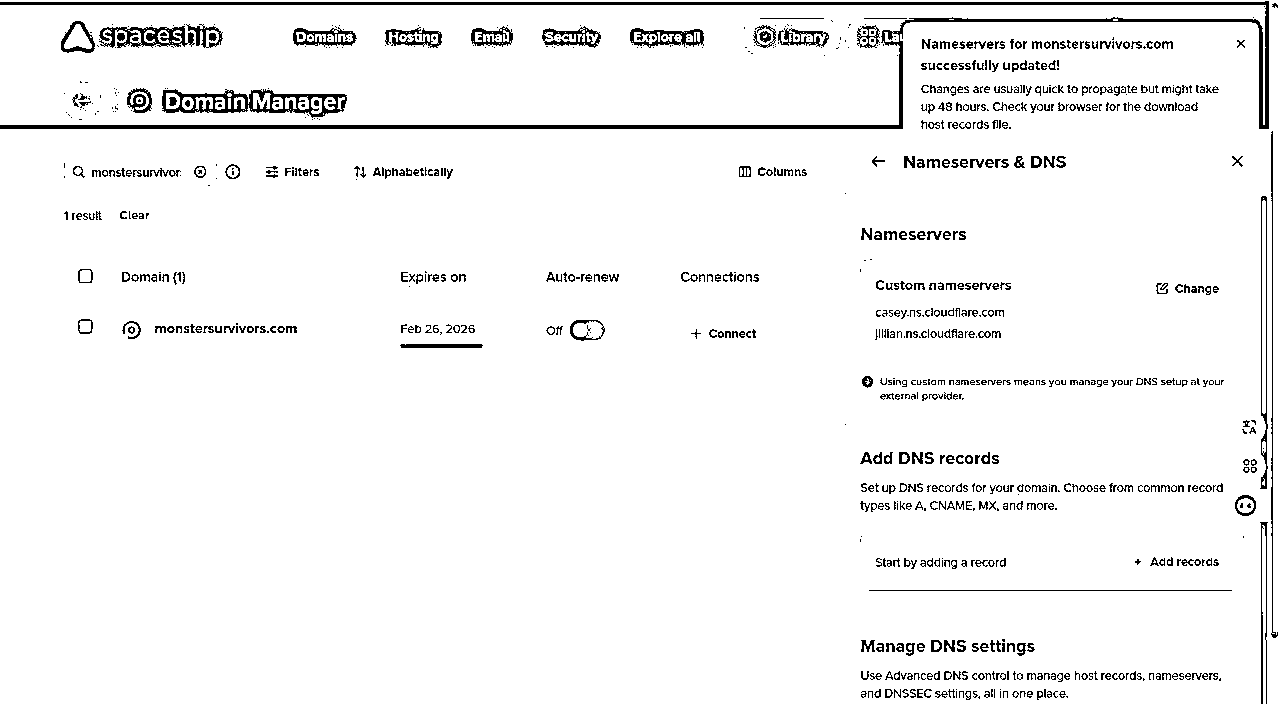 spaceship
Domains
Hosting
Email
Security
Explore all
Library
Nameservers for monstersurvivors.com
successfully updated!
Changes are usually quick to propagate but might take
up 48 hours. Check your browser for the download
host records file.
Domain Manager
monstersurvivor
Filters
Alphabetically
Columns
1 result
Clear
Domain (1)
Expires on
Auto-renew
Connections
monstersurvivors.com
Feb 26, 2026
Off
Connect
Nameservers & DNS
Nameservers
Custom nameservers
Change
casey.ns.cloudflare.com
jillian.ns.cloudflare.com
Using custom nameservers means you manage your DNS setup at your
external provider.
Add DNS records
Set up DNS records for your domain. Choose from common record
types like A, CNAME, MX, and more.
Start by adding a record
+ Add records
Manage DNS settings
Use Advanced DNS control to manage host records, nameservers,
and DNSSEC settings, all in one place.